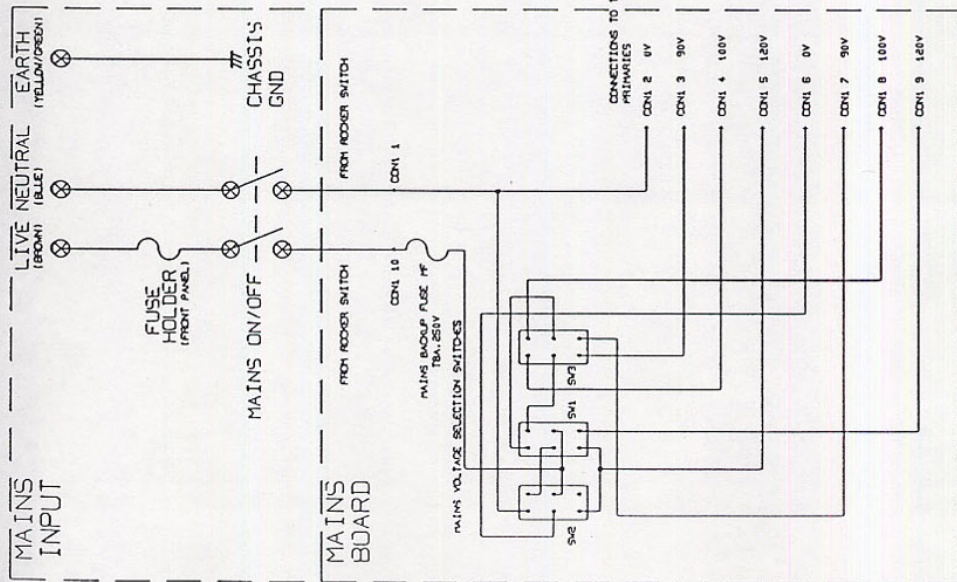 MAINS
INPUT
LIVE
(BROWN)
NEUTRAL
(BLUE)
EARTH
(YELLOW/GREEN)
FUSE
HOLDER
(FRONT PANEL)
MAINS ON/OFF
CHASSIS
GND
MAINS
BOARD
FROM ROCKER SWITCH
FROM ROCKER SWITCH
CON1 10
CON1 1
MAINS BACKUP FUSE MF
T8A.250V
MAINS VOLTAGE SELECTION SWITCHES
SW2
SW1
SW3
CONNECTIONS TO
PRIMARIES
CON1 2 0V
CON1 3 90V
CON1 4 100V
CON1 5 120V
CON1 6 0V
CON1 7 90V
CON1 8 100V
CON1 9 120V